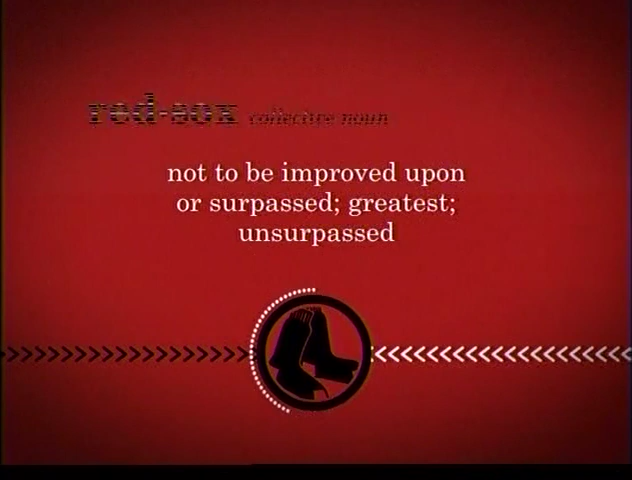 red-sox collective noun
not to be improved upon
or surpassed; greatest;
unsurpassed